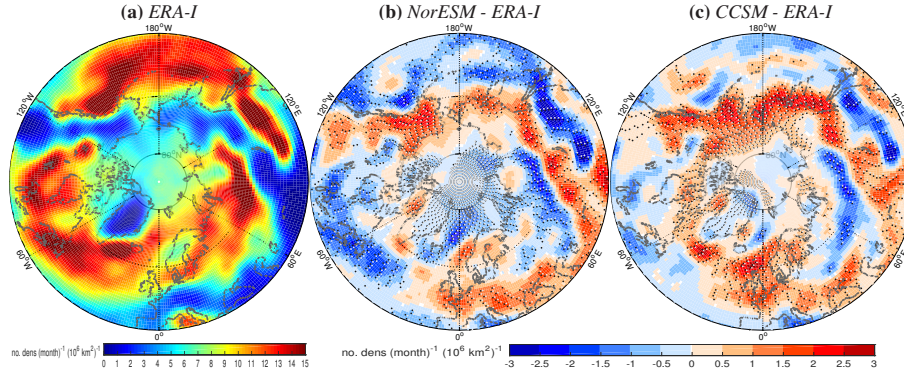 (a) ERA-I (b) NorESM - ERA-I (c) CCSM - ERA-I
180°W 180°W 180°W
120°W 120°E 120°W 120°E 120°W 120°E
60°W 60°E 60°W 60°E 60°W 60°E
0° 0° 0°
no. dens (month)⁻¹ (10⁶ km²)⁻¹ 0 1 2 3 4 5 6 7 8 9 10 11 12 13 14 15
no. dens (month)⁻¹ (10⁶ km²)⁻¹ -3 -2.5 -2 -1.5 -1 -0.5 0 0.5 1 1.5 2 2.5 3